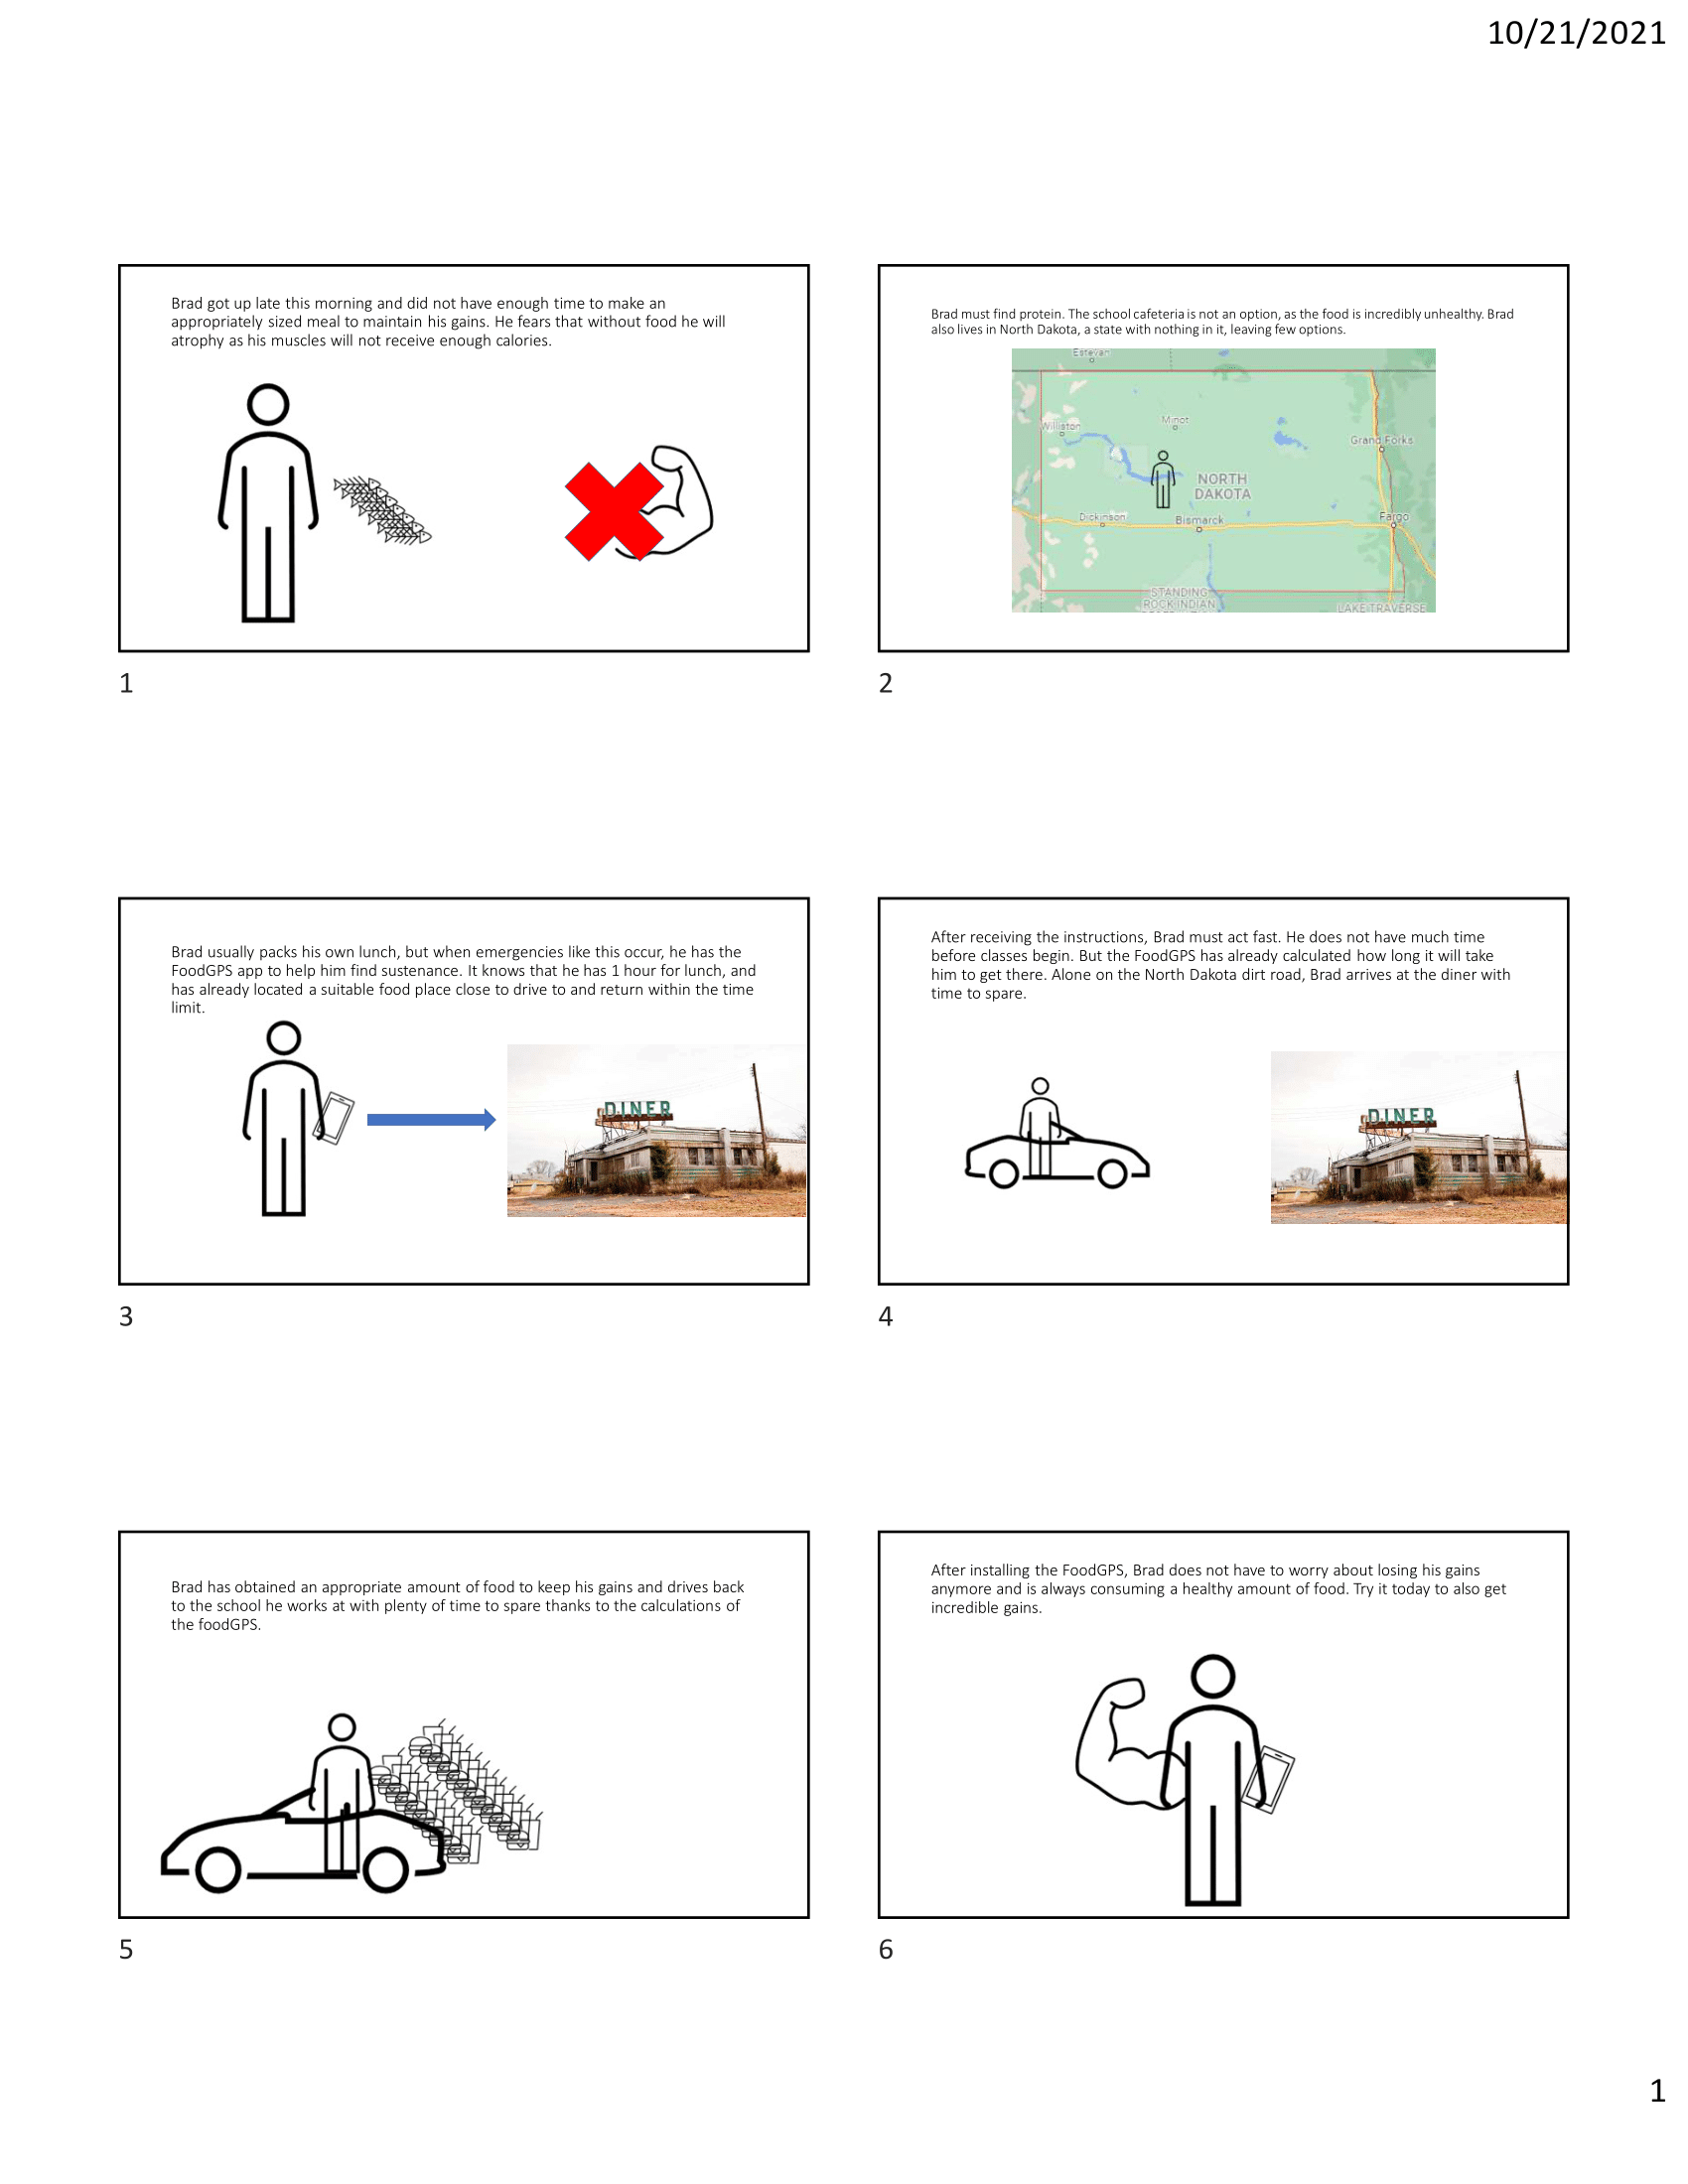 10/21/2021
Brad got up late this morning and did not have enough time to make an
appropriately sized meal to maintain his gains. He fears that without food he will
atrophy as his muscles will not receive enough calories.
1
Brad must find protein. The school cafeteria is not an option, as the food is incredibly unhealthy. Brad
also lives in North Dakota, a state with nothing in it, leaving few options.
Estevan
Williston
Minot
Grand Forks
NORTH
DAKOTA
Dickinson
Bismarck
Fargo
STANDING
ROCK INDIAN
LAKE TRAVERSE
2
Brad usually packs his own lunch, but when emergencies like this occur, he has the
FoodGPS app to help him find sustenance. It knows that he has 1 hour for lunch, and
has already located a suitable food place close to drive to and return within the time
limit.
DINER
3
After receiving the instructions, Brad must act fast. He does not have much time
before classes begin. But the FoodGPS has already calculated how long it will take
him to get there. Alone on the North Dakota dirt road, Brad arrives at the diner with
time to spare.
DINER
4
Brad has obtained an appropriate amount of food to keep his gains and drives back
to the school he works at with plenty of time to spare thanks to the calculations of
the foodGPS.
5
After installing the FoodGPS, Brad does not have to worry about losing his gains
anymore and is always consuming a healthy amount of food. Try it today to also get
incredible gains.
6
1